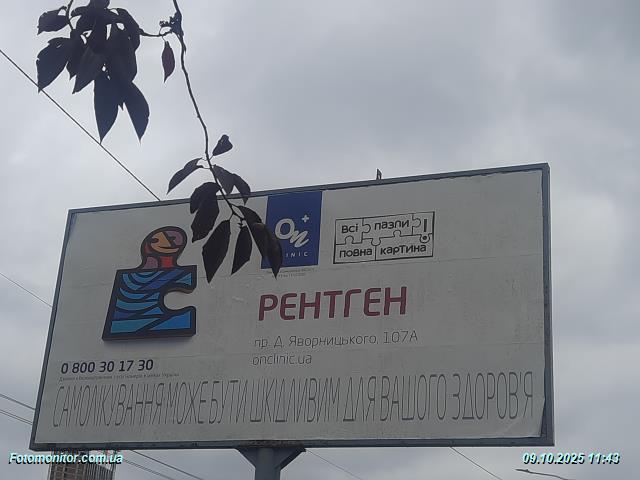 On+
CLINIC
Всі пазли!
повна картина
РЕНТГЕН
пр. Д. Яворницького, 107А
onclinic.ua
0 800 30 17 30
САМОЛІКУВАННЯ МОЖЕ БУТИ ШКІДЛИВИМ ДЛЯ ВАШОГО ЗДОРОВ'Я
Fotomonitor.com.ua
09.10.2025 11:43